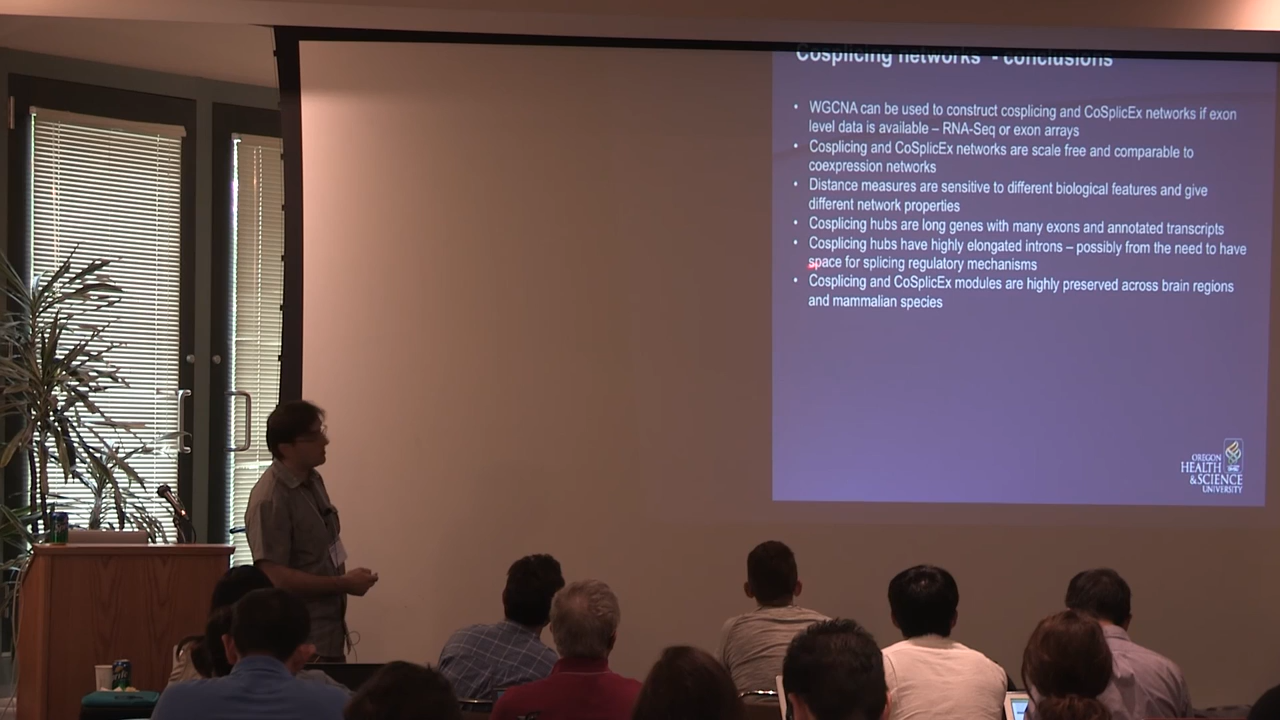 Cosplicing networks - conclusions
• WGCNA can be used to construct cosplicing and CoSplicEx networks if exon
level data is available – RNA-Seq or exon arrays
• Cosplicing and CoSplicEx networks are scale free and comparable to
coexpression networks
• Distance measures are sensitive to different biological features and give
different network properties
• Cosplicing hubs are long genes with many exons and annotated transcripts
• Cosplicing hubs have highly elongated introns – possibly from the need to have
space for splicing regulatory mechanisms
• Cosplicing and CoSplicEx modules are highly preserved across brain regions
and mammalian species
OREGON
HEALTH
&SCIENCE
UNIVERSITY